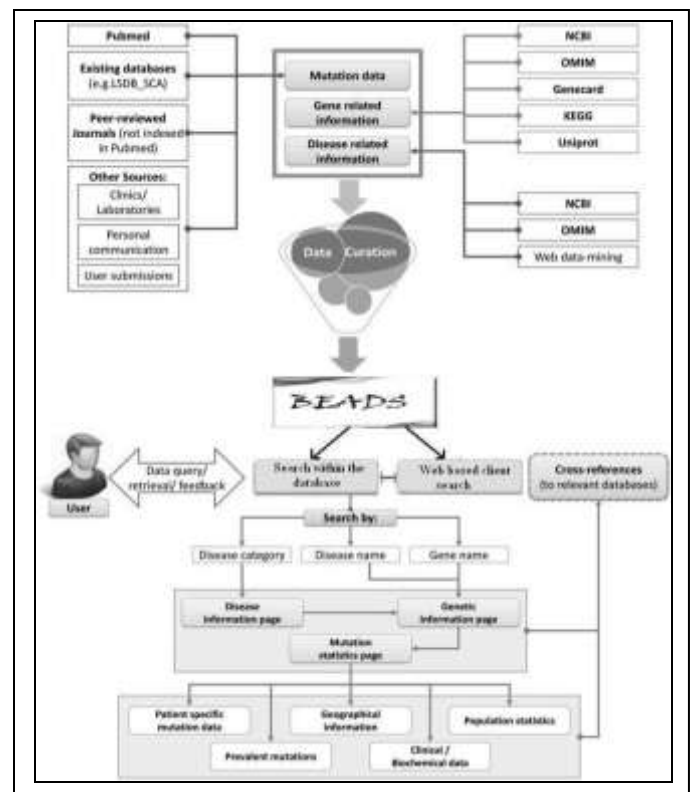 Pubmed
Existing databases
(e.g.LSDB_SCA)
Peer-reviewed
Journals (not indexed
in Pubmed)
Other Sources:
Clinics/
Laboratories
Personal
communication
User submissions
Mutation data
Gene related
information
Disease related
information
NCBI
OMIM
Genecard
KEGG
Uniprot
NCBI
OMIM
Web data-mining
Data Curation
BEADS
User
Data query/
retrieval/ feedback
Search within the
database
Web based client
search
Cross-references
(to relevant databases)
Search by:
Disease category
Disease name
Gene name
Disease
information page
Genetic
information page
Mutation
statistics page
Patient specific
mutation data
Geographical
information
Population statistics
Prevalent mutations
Clinical /
Biochemical data